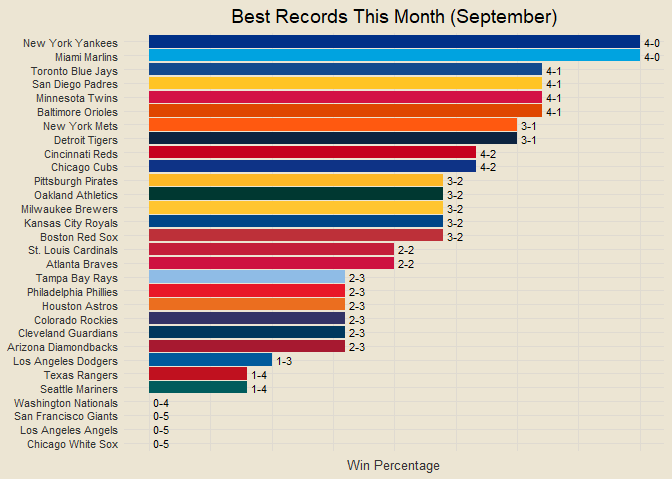 Best Records This Month (September)
New York Yankees 4-0
Miami Marlins 4-0
Toronto Blue Jays 4-1
San Diego Padres 4-1
Minnesota Twins 4-1
Baltimore Orioles 4-1
New York Mets 3-1
Detroit Tigers 3-1
Cincinnati Reds 4-2
Chicago Cubs 4-2
Pittsburgh Pirates 3-2
Oakland Athletics 3-2
Milwaukee Brewers 3-2
Kansas City Royals 3-2
Boston Red Sox 3-2
St. Louis Cardinals 2-2
Atlanta Braves 2-2
Tampa Bay Rays 2-3
Philadelphia Phillies 2-3
Houston Astros 2-3
Colorado Rockies 2-3
Cleveland Guardians 2-3
Arizona Diamondbacks 2-3
Los Angeles Dodgers 1-3
Texas Rangers 1-4
Seattle Mariners 1-4
Washington Nationals 0-4
San Francisco Giants 0-5
Los Angeles Angels 0-5
Chicago White Sox 0-5
Win Percentage